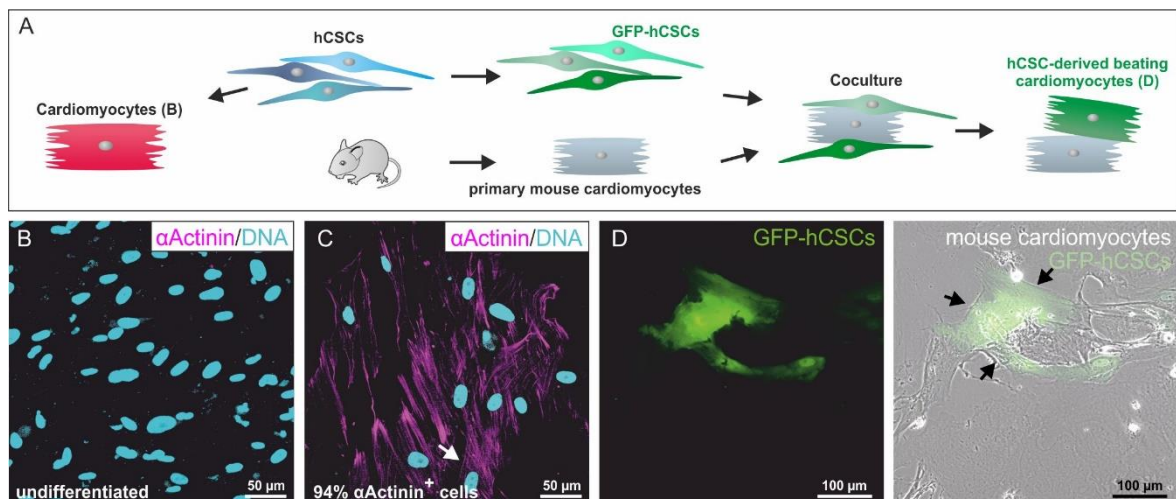 A
hCSCs
GFP-hCSCs
Cardiomyocytes (B)
primary mouse cardiomyocytes
Coculture
hCSC-derived beating
cardiomyocytes (D)
B
αActinin/DNA
undifferentiated
50 µm
C
αActinin/DNA
94% αActinin+ cells
50 µm
D
GFP-hCSCs
100 µm
mouse cardiomyocytes
GFP-hCSCs
100 µm